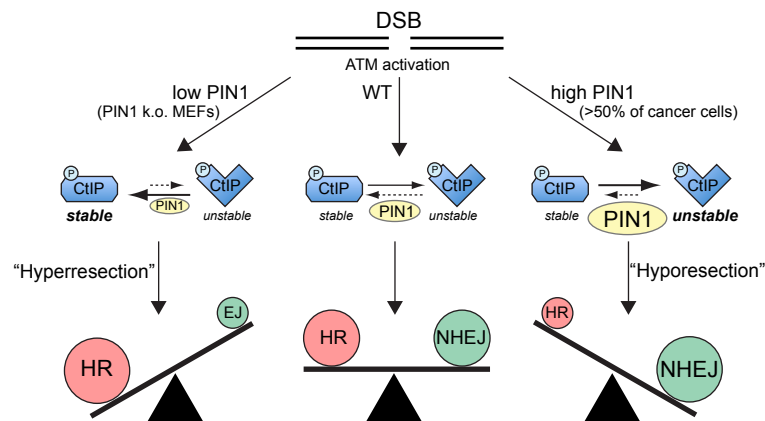 DSB
ATM activation
low PIN1
(PIN1 k.o. MEFs)
WT
high PIN1
(>50% of cancer cells)
P
CtIP
stable
PIN1
P
CtIP
unstable
P
CtIP
stable
PIN1
P
CtIP
unstable
P
CtIP
stable
PIN1
P
CtIP
unstable
“Hyperresection”
“Hyporesection”
HR
EJ
HR
NHEJ
HR
NHEJ